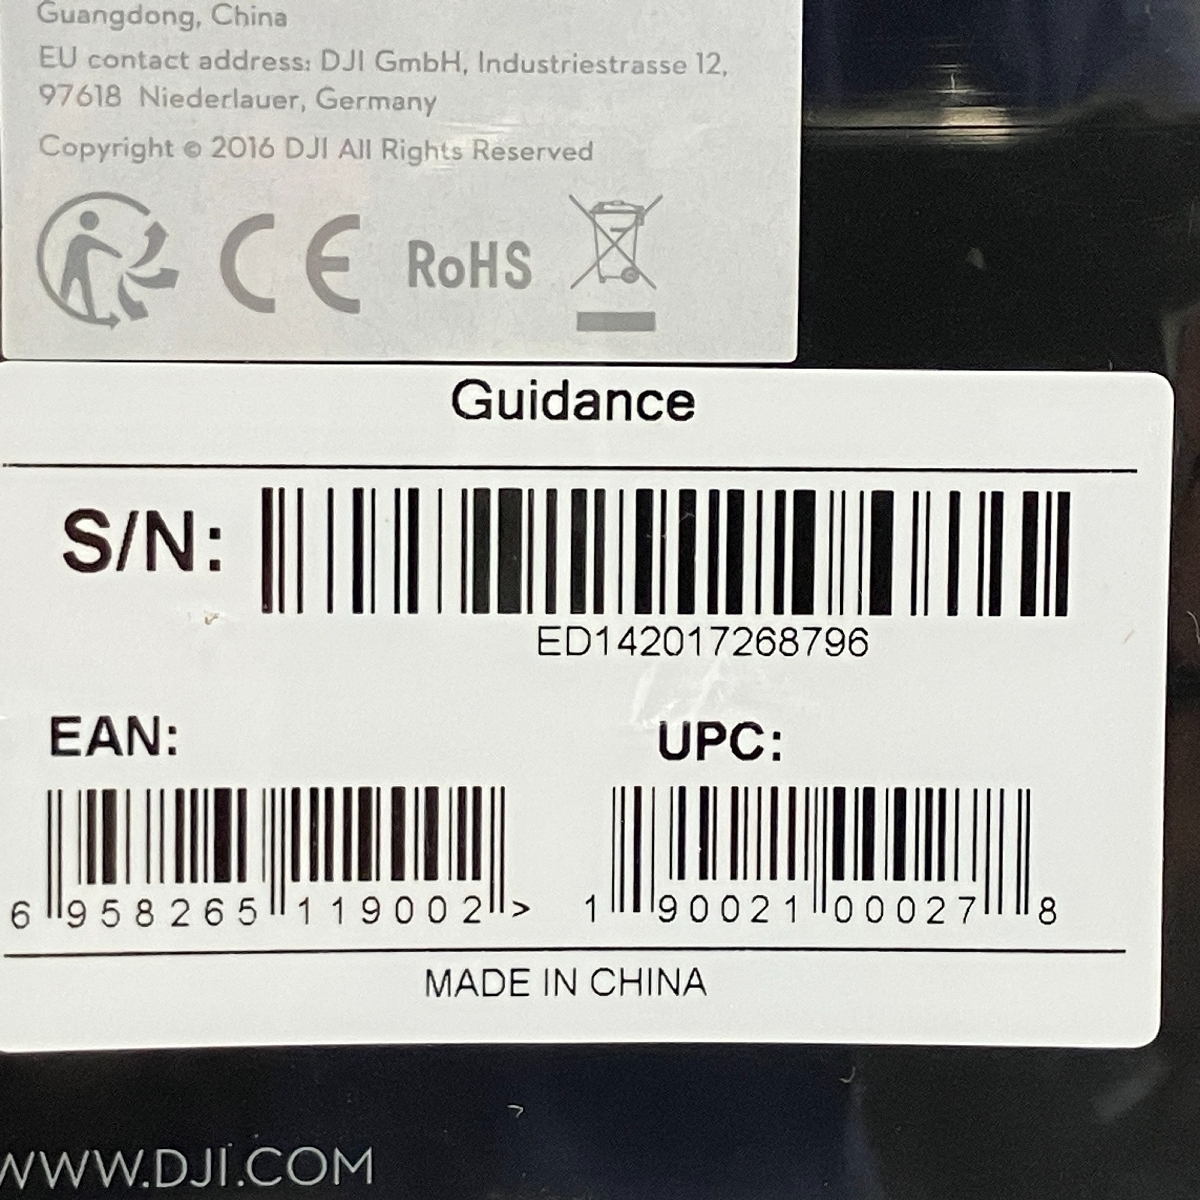 Guangdong, China
EU contact address: DJI GmbH, Industriestrasse 12,
97618 Niederlauer, Germany
Copyright © 2016 DJI All Rights Reserved
CE RoHS
Guidance
S/N:
ED142017268796
EAN: UPC:
6 958265 119002 > 1 90021 00027 8
MADE IN CHINA
WWW.DJI.COM